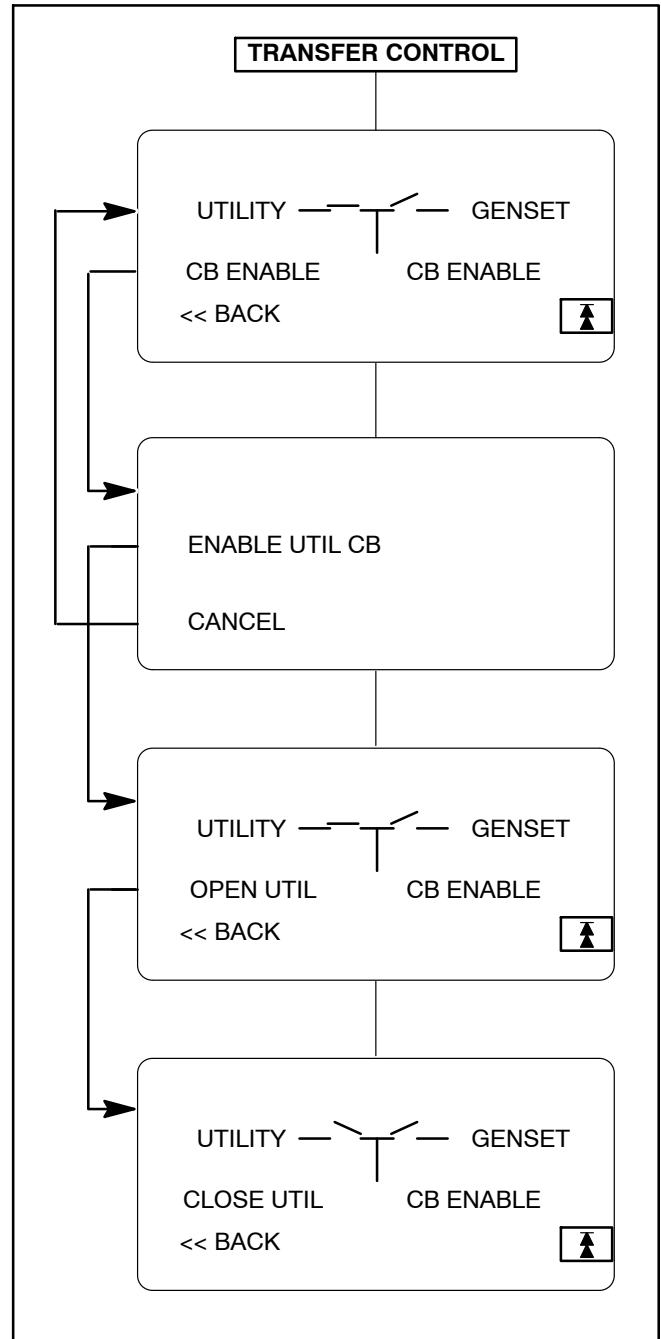 TRANSFER CONTROL
UTILITY GENSET
CB ENABLE CB ENABLE
<< BACK
ENABLE UTIL CB
CANCEL
UTILITY GENSET
OPEN UTIL CB ENABLE
<< BACK
UTILITY GENSET
CLOSE UTIL CB ENABLE
<< BACK